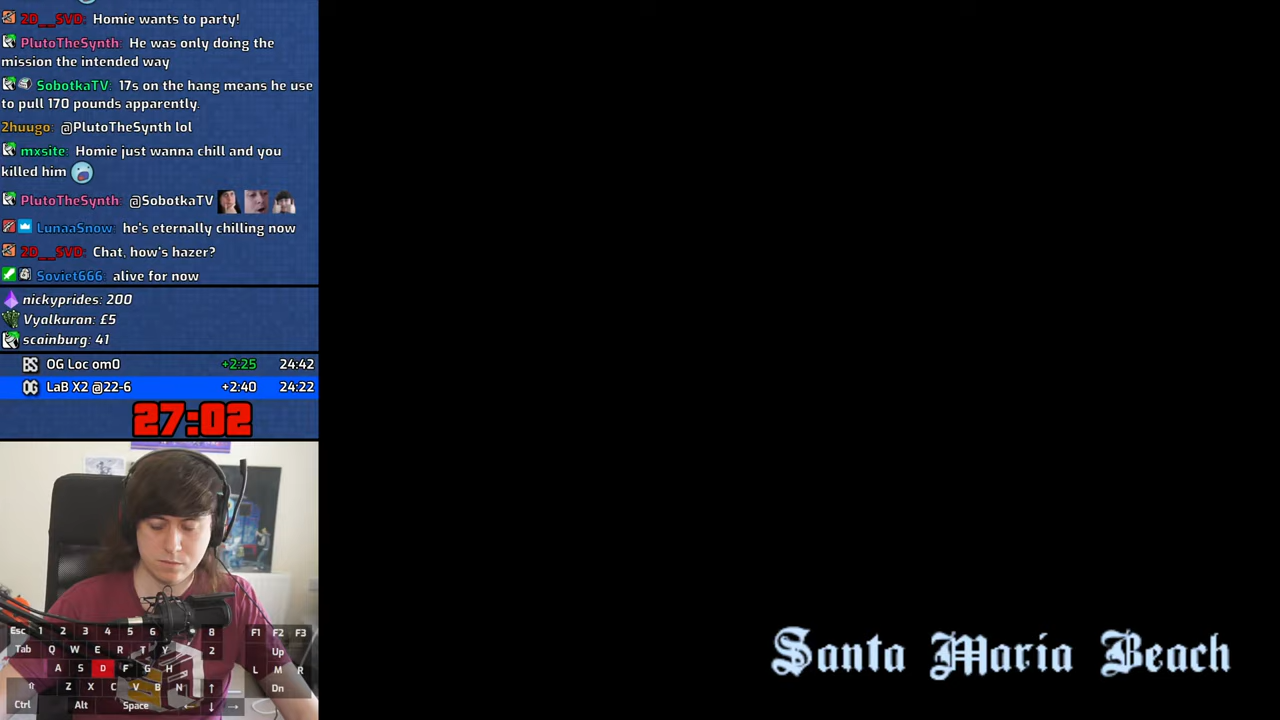 2D__SVD: Homie wants to party!
PlutoTheSynth: He was only doing the
mission the intended way
SobotkaTV: 17s on the hang means he use
to pull 170 pounds apparently.
2huugo: @PlutoTheSynth lol
mxsite: Homie just wanna chill and you
killed him
PlutoTheSynth: @SobotkaTV
LunaaSnow: he's eternally chilling now
2D__SVD: Chat, how's hazer?
Soviet666: alive for now
nickyprides: 200
Vyalkuran: £5
scainburg: 41
BS OG Loc om0 +2:25 24:42
OG LaB X2 @22-6 +2:40 24:22
27:02
Esc 1 2 3 4 5 6 8 F1 F2 F3
Tab Q W E R T Y 2 Up
A S D F G H L M R
⇧ Z X C V B N ↑ Dn
Ctrl Alt Space ← ↓ →
Santa Maria Beach